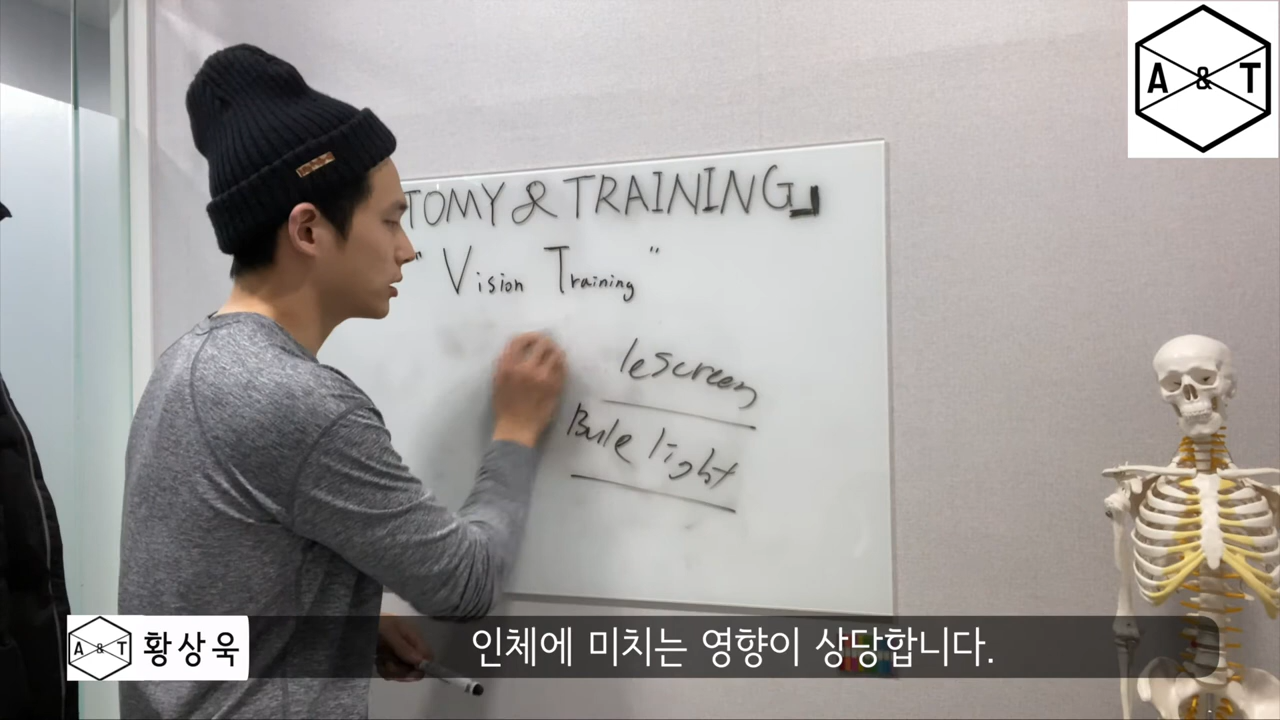 A & T
TOMY & TRAINING」
" Vision Training "
lescreen
Bule light
A & T 황상욱
인체에 미치는 영향이 상당합니다.